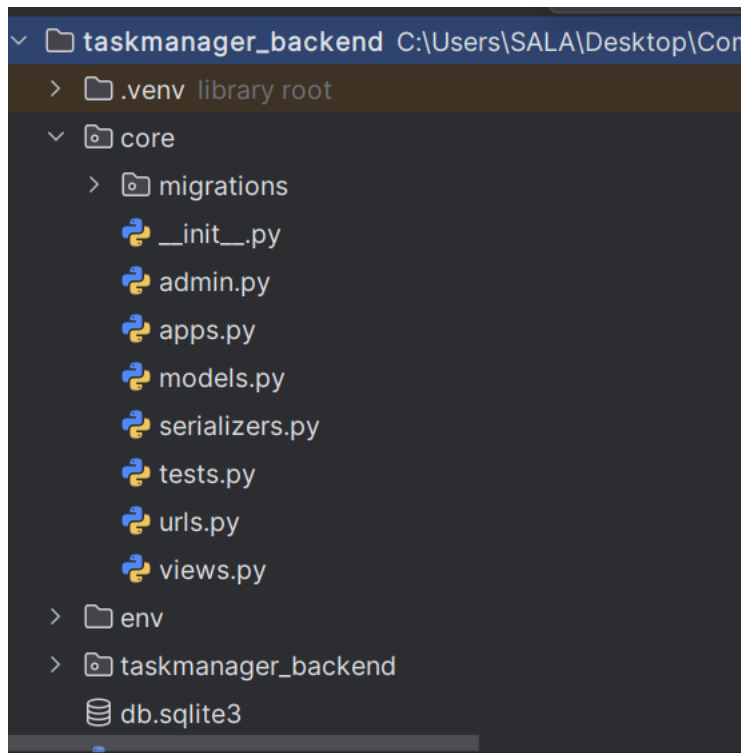 taskmanager_backend C:\Users\SALA\Desktop\Con
.venv library root
core
migrations
__init__.py
admin.py
apps.py
models.py
serializers.py
tests.py
urls.py
views.py
env
taskmanager_backend
db.sqlite3